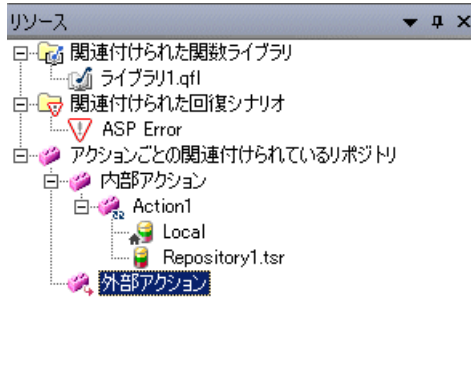 リソース
関連付けられた関数ライブラリ
ライブラリ1.qfl
関連付けられた回復シナリオ
ASP Error
アクションごとの関連付けられているリポジトリ
内部アクション
Action1
Local
Repository1.tsr
外部アクション